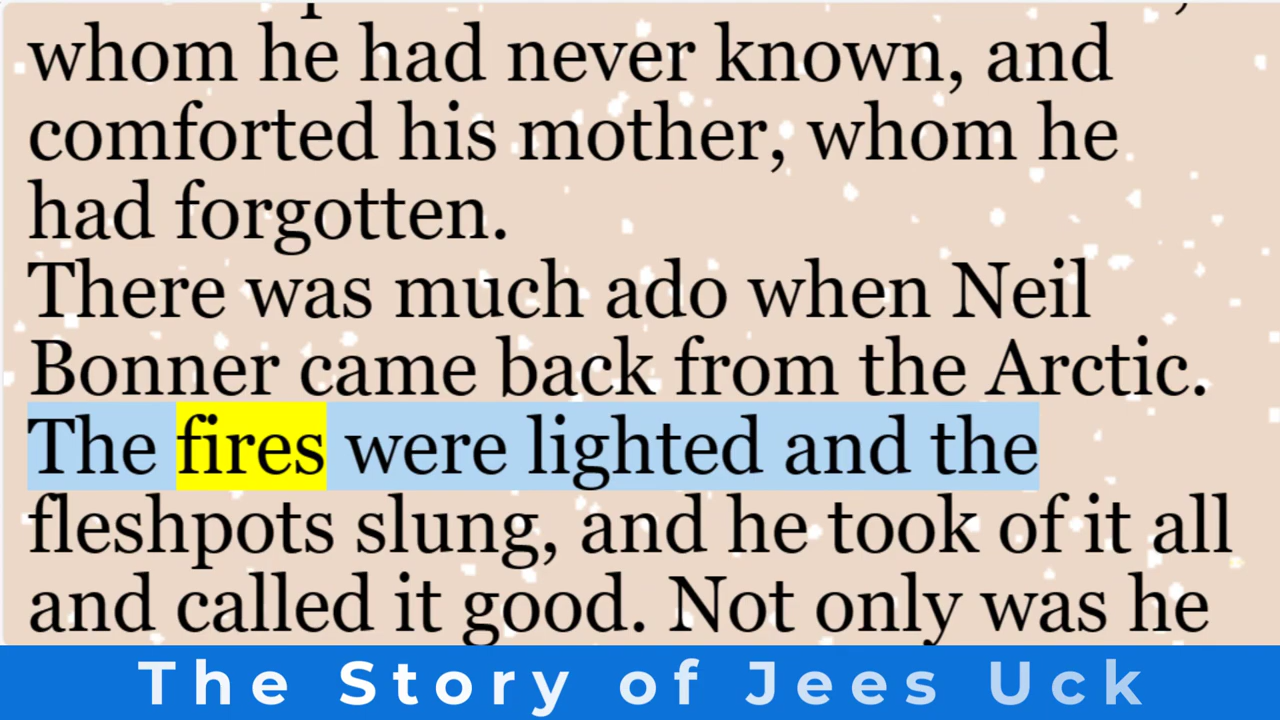 whom he had never known, and
comforted his mother, whom he
had forgotten.
There was much ado when Neil
Bonner came back from the Arctic.
The fires were lighted and the
fleshpots slung, and he took of it all
and called it good. Not only was he
The Story of Jees Uck